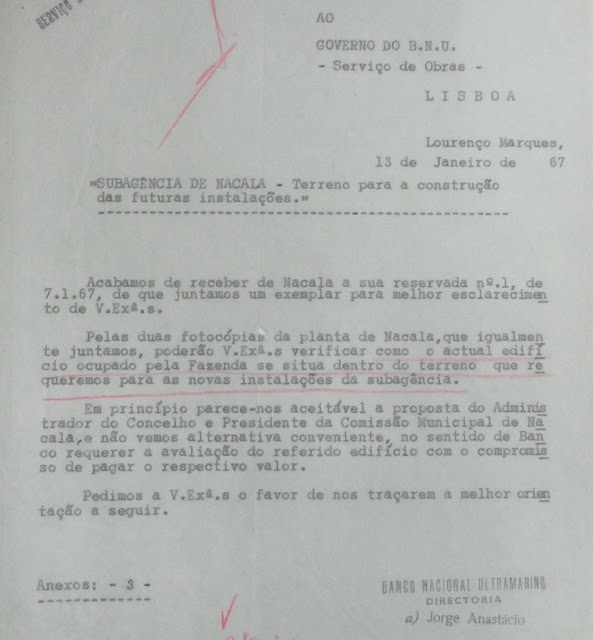 SERVIÇO
AO
GOVERNO DO B.N.U.
- Serviço de Obras -
L I S B O A
Lourenço Marques,
13 de Janeiro de 67
"SUBAGÊNCIA DE NACALA - Terreno para a construção
das futuras instalações."
Acabamos de receber de Nacala a sua reservada nº.1, de
7.1.67, de que juntamos um exemplar para melhor esclarecimen
to de V.Exª.s.
Pelas duas fotocópias da planta de Nacala,que igualmen
te juntamos, poderão V.Exª.s verificar como o actual edifí
cio ocupado pela Fazenda se situa dentro do terreno que re
queremos para as novas instalações da subagência.
Em princípio parece-nos aceitável a proposta do Adminis
trador do Concelho e Presidente da Comissão Municipal de Na
cala,e não vemos alternativa conveniente, no sentido de Ban
co requerer a avaliação do referido edifício com o compromis
so de pagar o respectivo valor.
Pedimos a V.Exª.s o favor de nos traçarem a melhor orien
tação a seguir.
Anexos: - 3 -
BANCO NACIONAL ULTRAMARINO
DIRECTORIA
a) Jorge Anastácio